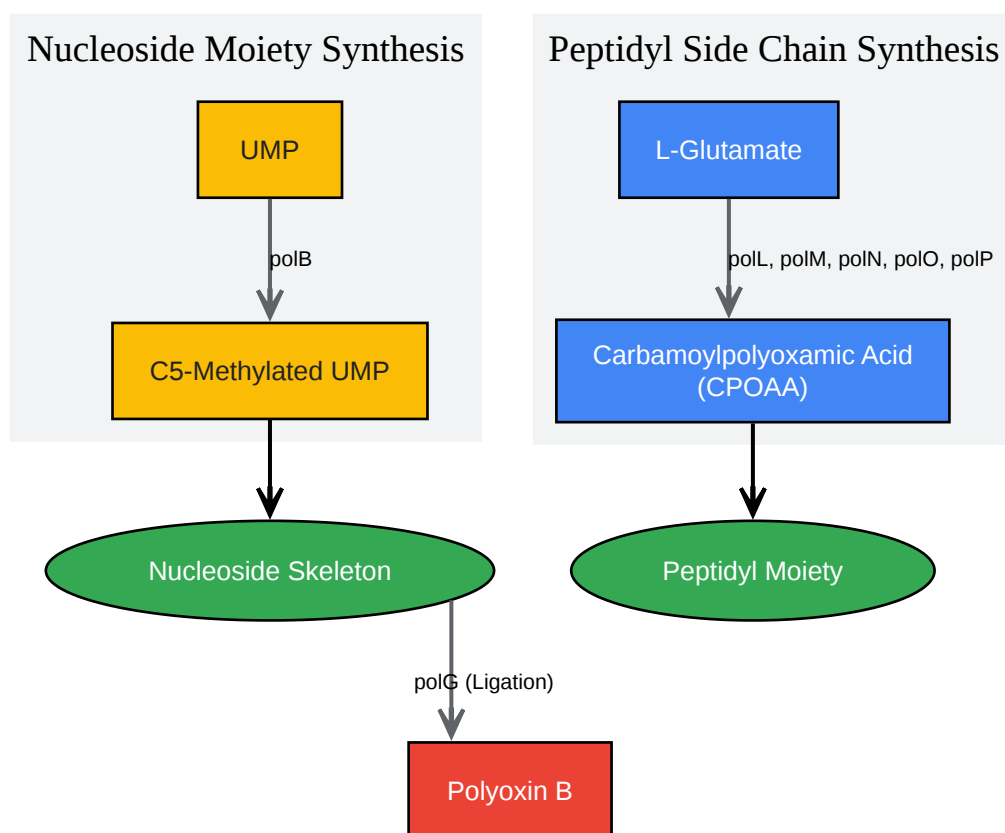 Nucleoside Moiety Synthesis
Peptidyl Side Chain Synthesis
UMP
L-Glutamate
polB
polL, polM, polN, polO, polP
C5-Methylated UMP
Carbamoylpolyoxamic Acid
(CPOAA)
Nucleoside Skeleton
Peptidyl Moiety
polG (Ligation)
Polyoxin B